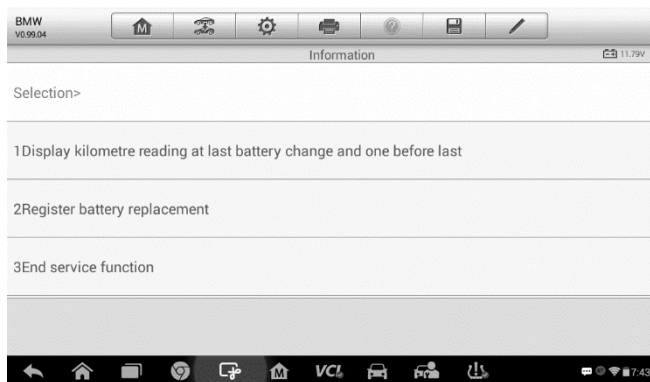 BMW
V0.99.04
M
Information
11.79V
Selection>
1Display kilometre reading at last battery change and one before last
2Register battery replacement
3End service function
M
VCI
7:43